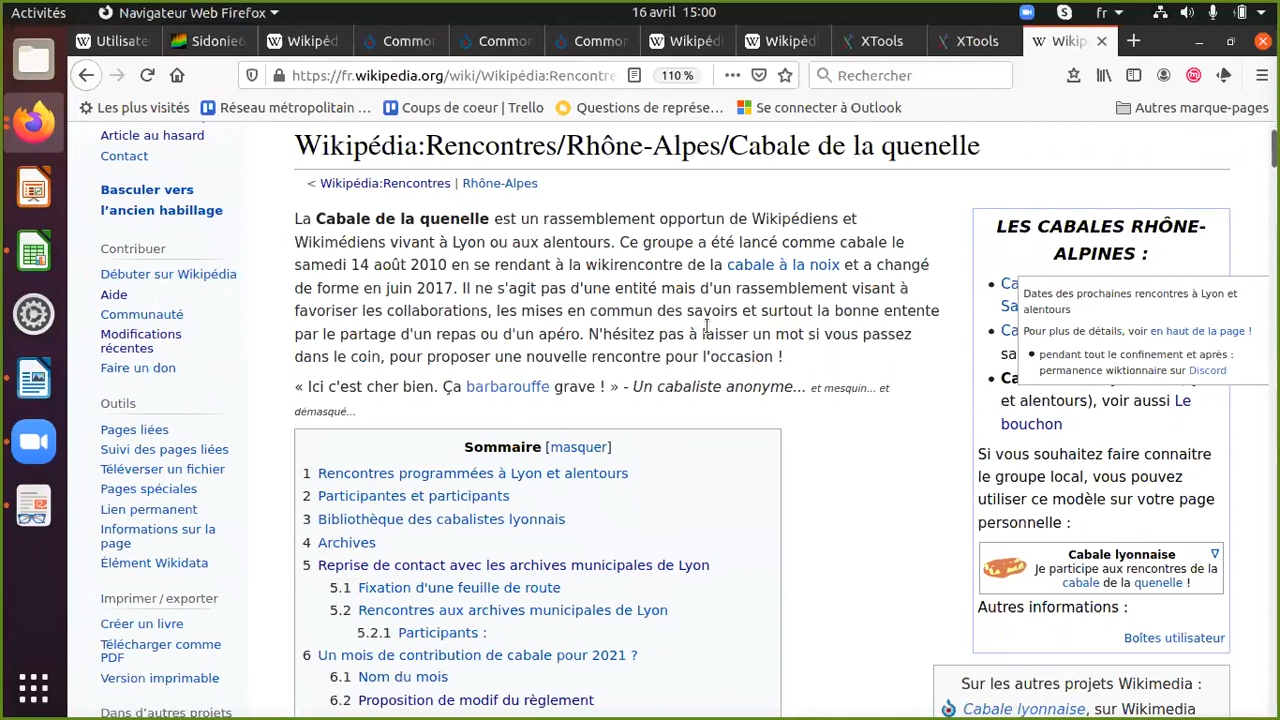 Activités
Navigateur Web Firefox
16 avril 15:00
fr
Utilisate
Sidonie
Wikipéd
Commor
Commor
Commor
Wikipéd
Wikipéd
XTools
XTools
Wikip
https://fr.wikipedia.org/wiki/Wikipédia:Rencontre
110 %
Rechercher
Les plus visités
Réseau métropolitain ...
Coups de coeur | Trello
Questions de représe...
Se connecter à Outlook
Autres marque-pages
Article au hasard
Contact
Basculer vers
l'ancien habillage
Contribuer
Débuter sur Wikipédia
Aide
Communauté
Modifications
récentes
Faire un don
Outils
Pages liées
Suivi des pages liées
Téléverser un fichier
Pages spéciales
Lien permanent
Informations sur la
page
Élément Wikidata
Imprimer / exporter
Créer un livre
Télécharger comme
PDF
Version imprimable
Dans d'autres projets
Wikipédia:Rencontres/Rhône-Alpes/Cabale de la quenelle
< Wikipédia:Rencontres | Rhône-Alpes
La Cabale de la quenelle est un rassemblement opportun de Wikipédiens et
Wikimédiens vivant à Lyon ou aux alentours. Ce groupe a été lancé comme cabale le
samedi 14 août 2010 en se rendant à la wikirencontre de la cabale à la noix et a changé
de forme en juin 2017. Il ne s'agit pas d'une entité mais d'un rassemblement visant à
favoriser les collaborations, les mises en commun des savoirs et surtout la bonne entente
par le partage d'un repas ou d'un apéro. N'hésitez pas à laisser un mot si vous passez
dans le coin, pour proposer une nouvelle rencontre pour l'occasion !
« Ici c'est cher bien. Ça barbarouffe grave ! » - Un cabaliste anonyme... et mesquin... et
démasqué...
Sommaire [masquer]
1 Rencontres programmées à Lyon et alentours
2 Participantes et participants
3 Bibliothèque des cabalistes lyonnais
4 Archives
5 Reprise de contact avec les archives municipales de Lyon
5.1 Fixation d'une feuille de route
5.2 Rencontres aux archives municipales de Lyon
5.2.1 Participants :
6 Un mois de contribution de cabale pour 2021 ?
6.1 Nom du mois
6.2 Proposition de modif du règlement
LES CABALES RHÔNE-
ALPINES :
Ca
Sa
Ca
sa
Ca
et alentours), voir aussi Le
bouchon
Dates des prochaines rencontres à Lyon et
alentours
Pour plus de détails, voir en haut de la page !
pendant tout le confinement et après :
permanence wiktionnaire sur Discord
Si vous souhaitez faire connaitre
le groupe local, vous pouvez
utiliser ce modèle sur votre page
personnelle :
Cabale lyonnaise
Je participe aux rencontres de la
cabale de la quenelle !
Autres informations :
Boîtes utilisateur
Sur les autres projets Wikimedia :
Cabale lyonnaise, sur Wikimedia